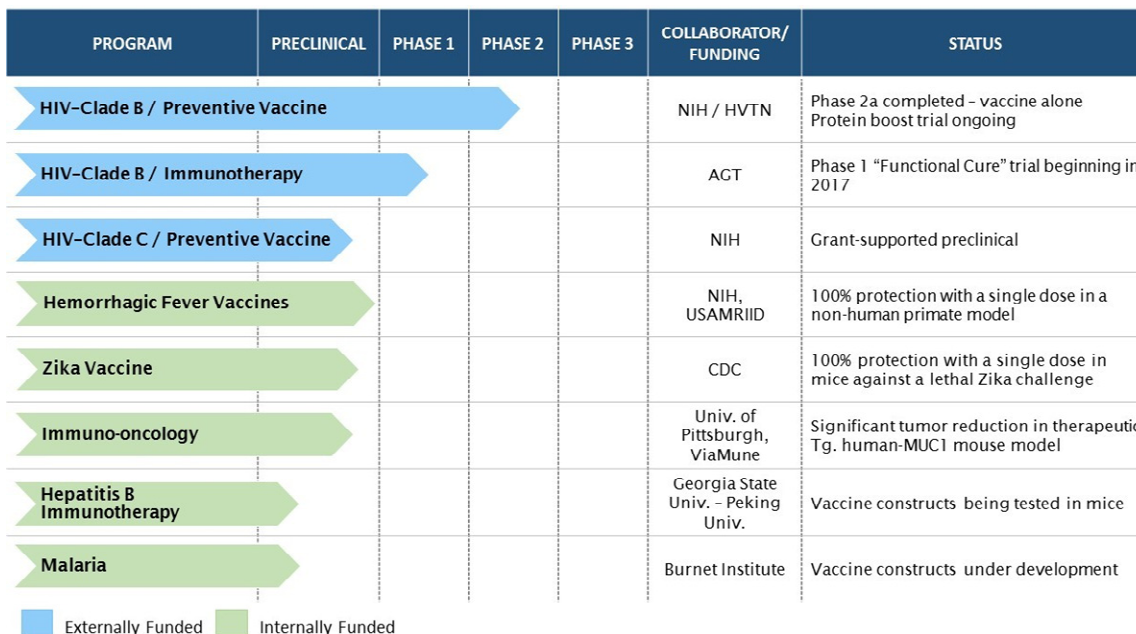 PROGRAM
PRECLINICAL
PHASE 1
PHASE 2
PHASE 3
COLLABORATOR/
FUNDING
STATUS
HIV–Clade B / Preventive Vaccine
NIH / HVTN
Phase 2a completed – vaccine alone
Protein boost trial ongoing
HIV–Clade B / Immunotherapy
AGT
Phase 1 “Functional Cure” trial beginning in
2017
HIV–Clade C / Preventive Vaccine
NIH
Grant-supported preclinical
Hemorrhagic Fever Vaccines
NIH,
USAMRIID
100% protection with a single dose in a
non-human primate model
Zika Vaccine
CDC
100% protection with a single dose in
mice against a lethal Zika challenge
Immuno-oncology
Univ. of
Pittsburgh,
ViaMune
Significant tumor reduction in therapeutic
Tg. human-MUC1 mouse model
Hepatitis B
Immunotherapy
Georgia State
Univ. – Peking
Univ.
Vaccine constructs being tested in mice
Malaria
Burnet Institute
Vaccine constructs under development
Externally Funded
Internally Funded